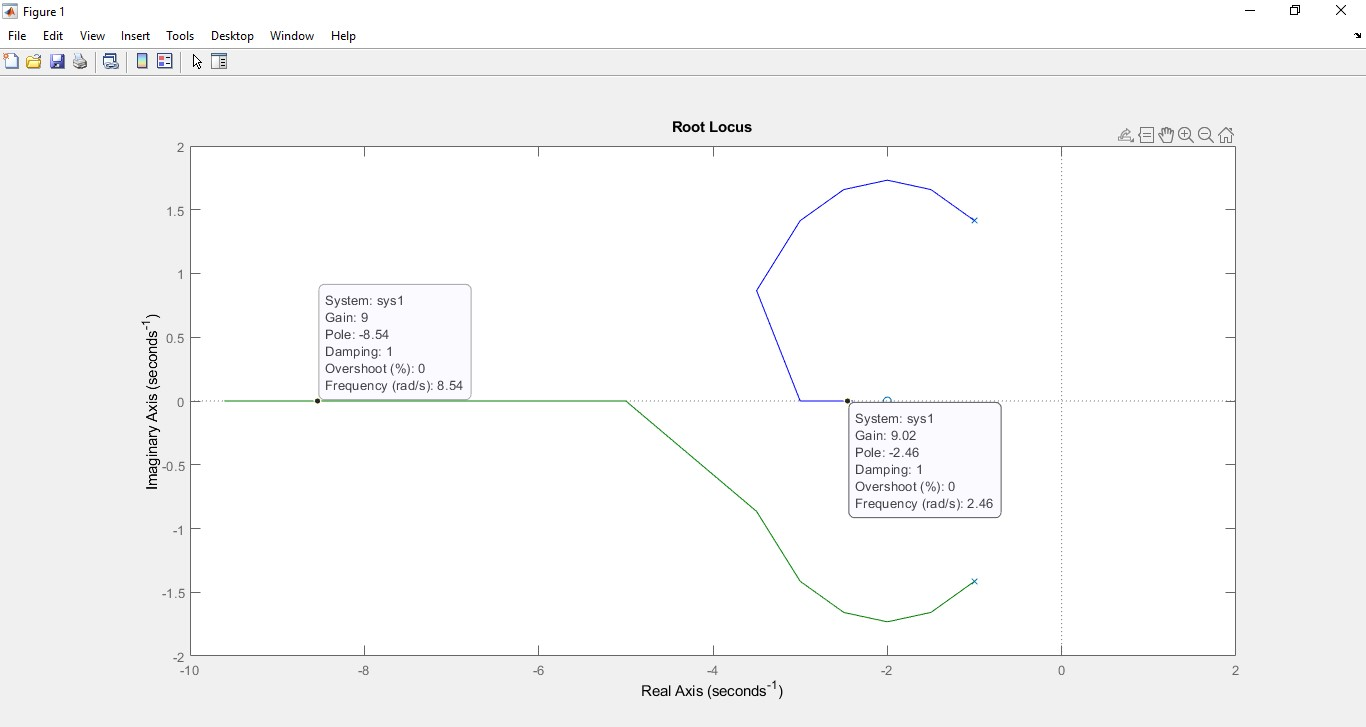 Figure 1
File Edit View Insert Tools Desktop Window Help
Root Locus
2
1.5
1
0.5
0
-0.5
-1
-1.5
-2
Imaginary Axis (seconds⁻¹)
System: sys1
Gain: 9
Pole: -8.54
Damping: 1
Overshoot (%): 0
Frequency (rad/s): 8.54
System: sys1
Gain: 9.02
Pole: -2.46
Damping: 1
Overshoot (%): 0
Frequency (rad/s): 2.46
-10 -8 -6 -4 -2 0 2
Real Axis (seconds⁻¹)